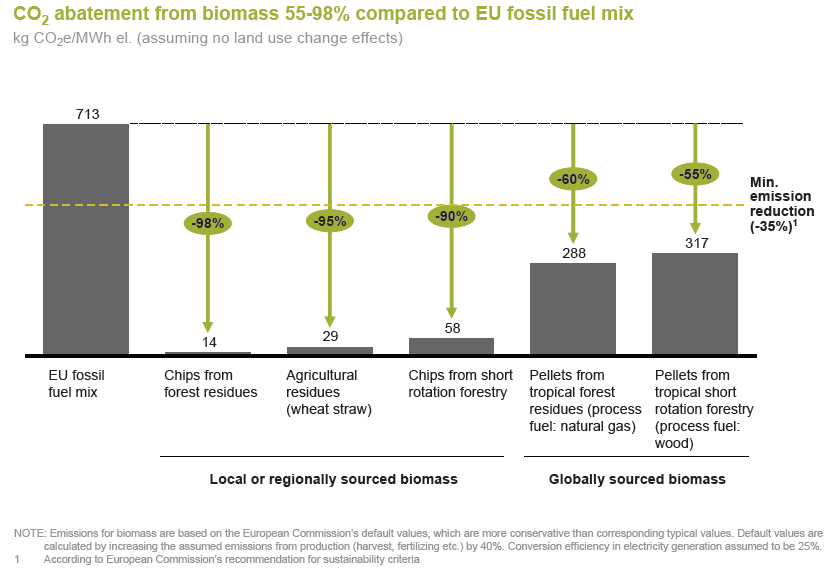 CO2 abatement from biomass 55-98% compared to EU fossil fuel mix
kg CO2e/MWh el. (assuming no land use change effects)
713
-98%
-95%
-90%
-60%
-55%
Min.
emission
reduction
(-35%)1
14
29
58
288
317
EU fossil
fuel mix
Chips from
forest residues
Agricultural
residues
(wheat straw)
Chips from short
rotation forestry
Pellets from
tropical forest
residues (process
fuel: natural gas)
Pellets from
tropical short
rotation forestry
(process fuel:
wood)
Local or regionally sourced biomass
Globally sourced biomass
NOTE: Emissions for biomass are based on the European Commission's default values, which are more conservative than corresponding typical values. Default values are
calculated by increasing the assumed emissions from production (harvest, fertilizing etc.) by 40%. Conversion efficiency in electricity generation assumed to be 25%.
1 According to European Commission's recommendation for sustainability criteria